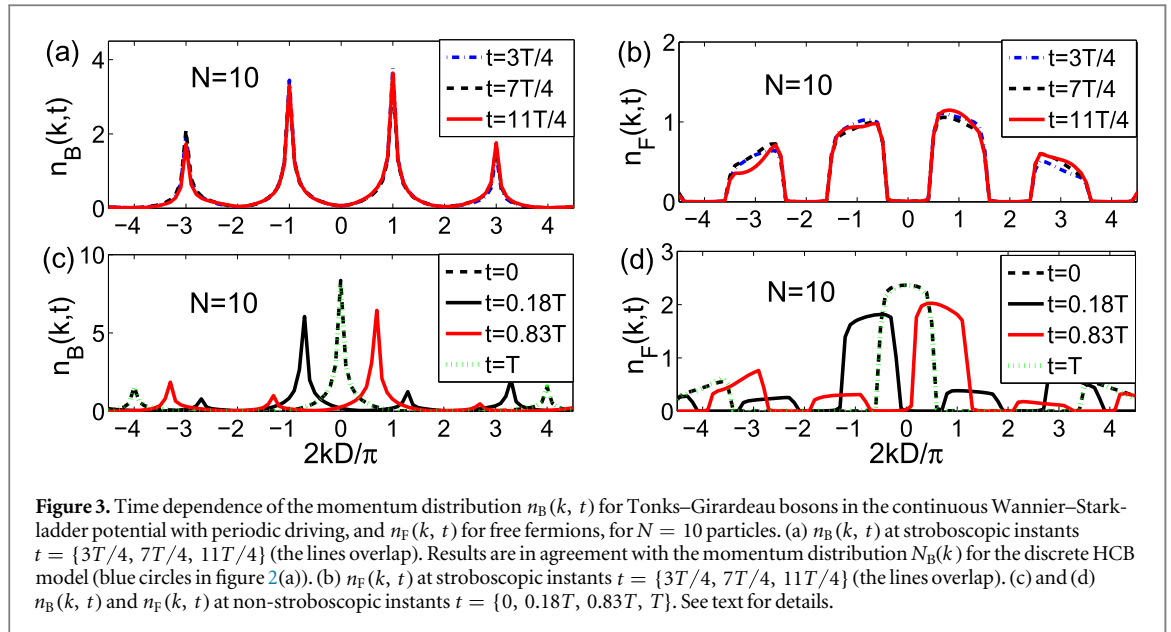 (a)
n_B(k,t)
4
2
0
N=10
t=3T/4
t=7T/4
t=11T/4
−4 −3 −2 −1 0 1 2 3 4
(b)
n_F(k,t)
2
1
0
N=10
t=3T/4
t=7T/4
t=11T/4
−4 −3 −2 −1 0 1 2 3 4
(c)
n_B(k,t)
10
5
0
N=10
t=0
t=0.18T
t=0.83T
t=T
−4 −3 −2 −1 0 1 2 3 4
2kD/π
(d)
n_F(k,t)
3
2
1
0
N=10
t=0
t=0.18T
t=0.83T
t=T
−4 −3 −2 −1 0 1 2 3 4
2kD/π
Figure 3. Time dependence of the momentum distribution n_B(k, t) for Tonks–Girardeau bosons in the continuous Wannier–Stark-
ladder potential with periodic driving, and n_F(k, t) for free fermions, for N = 10 particles. (a) n_B(k, t) at stroboscopic instants
t = {3T/4, 7T/4, 11T/4} (the lines overlap). Results are in agreement with the momentum distribution N_B(k) for the discrete HCB
model (blue circles in figure 2(a)). (b) n_F(k, t) at stroboscopic instants t = {3T/4, 7T/4, 11T/4} (the lines overlap). (c) and (d)
n_B(k, t) and n_F(k, t) at non-stroboscopic instants t = {0, 0.18T, 0.83T, T}. See text for details.